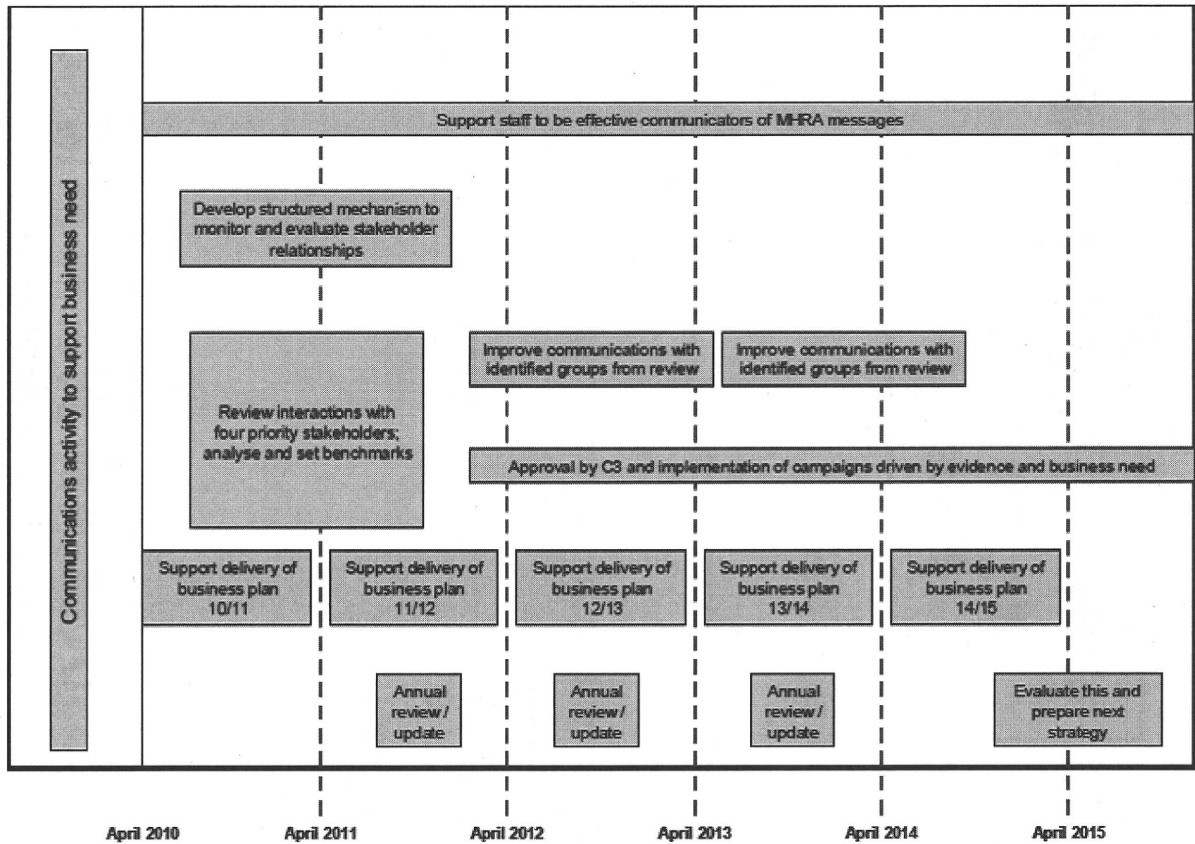 Communications activity to support business need
Support staff to be effective communicators of MHRA messages
Develop structured mechanism to
monitor and evaluate stakeholder
relationships
Review interactions with
four priority stakeholders;
analyse and set benchmarks
Improve communications with
identified groups from review
Improve communications with
identified groups from review
Approval by C3 and implementation of campaigns driven by evidence and business need
Support delivery of
business plan
10/11
Support delivery of
business plan
11/12
Support delivery of
business plan
12/13
Support delivery of
business plan
13/14
Support delivery of
business plan
14/15
Annual
review /
update
Annual
review /
update
Annual
review /
update
Evaluate this and
prepare next
strategy
April 2010
April 2011
April 2012
April 2013
April 2014
April 2015